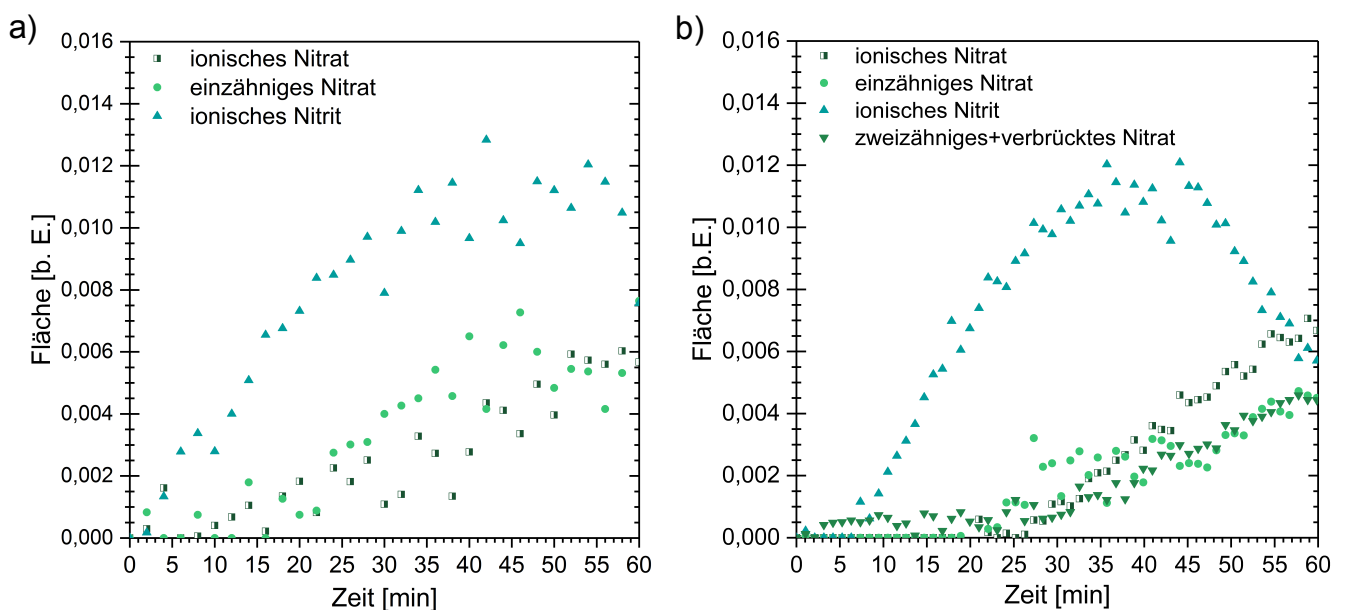 a)
0,016
0,014
0,012
0,010
0,008
0,006
0,004
0,002
0,000
Fläche [b. E.]
ionisches Nitrat
einzähniges Nitrat
ionisches Nitrit
0 5 10 15 20 25 30 35 40 45 50 55 60
Zeit [min]
b)
0,016
0,014
0,012
0,010
0,008
0,006
0,004
0,002
0,000
Fläche [b.E.]
ionisches Nitrat
einzähniges Nitrat
ionisches Nitrit
zweizähniges+verbrücktes Nitrat
0 5 10 15 20 25 30 35 40 45 50 55 60
Zeit [min]